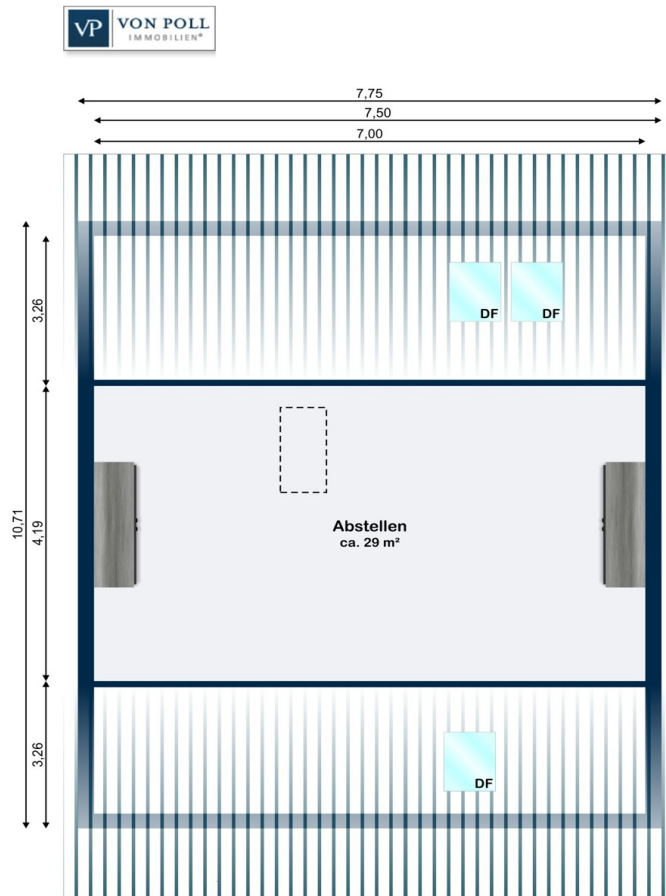 VP VON POLL
IMMOBILIEN®
7,75
7,50
7,00
3,26
DF DF
10,71
4,19
Abstellen
ca. 29 m²
3,26
DF